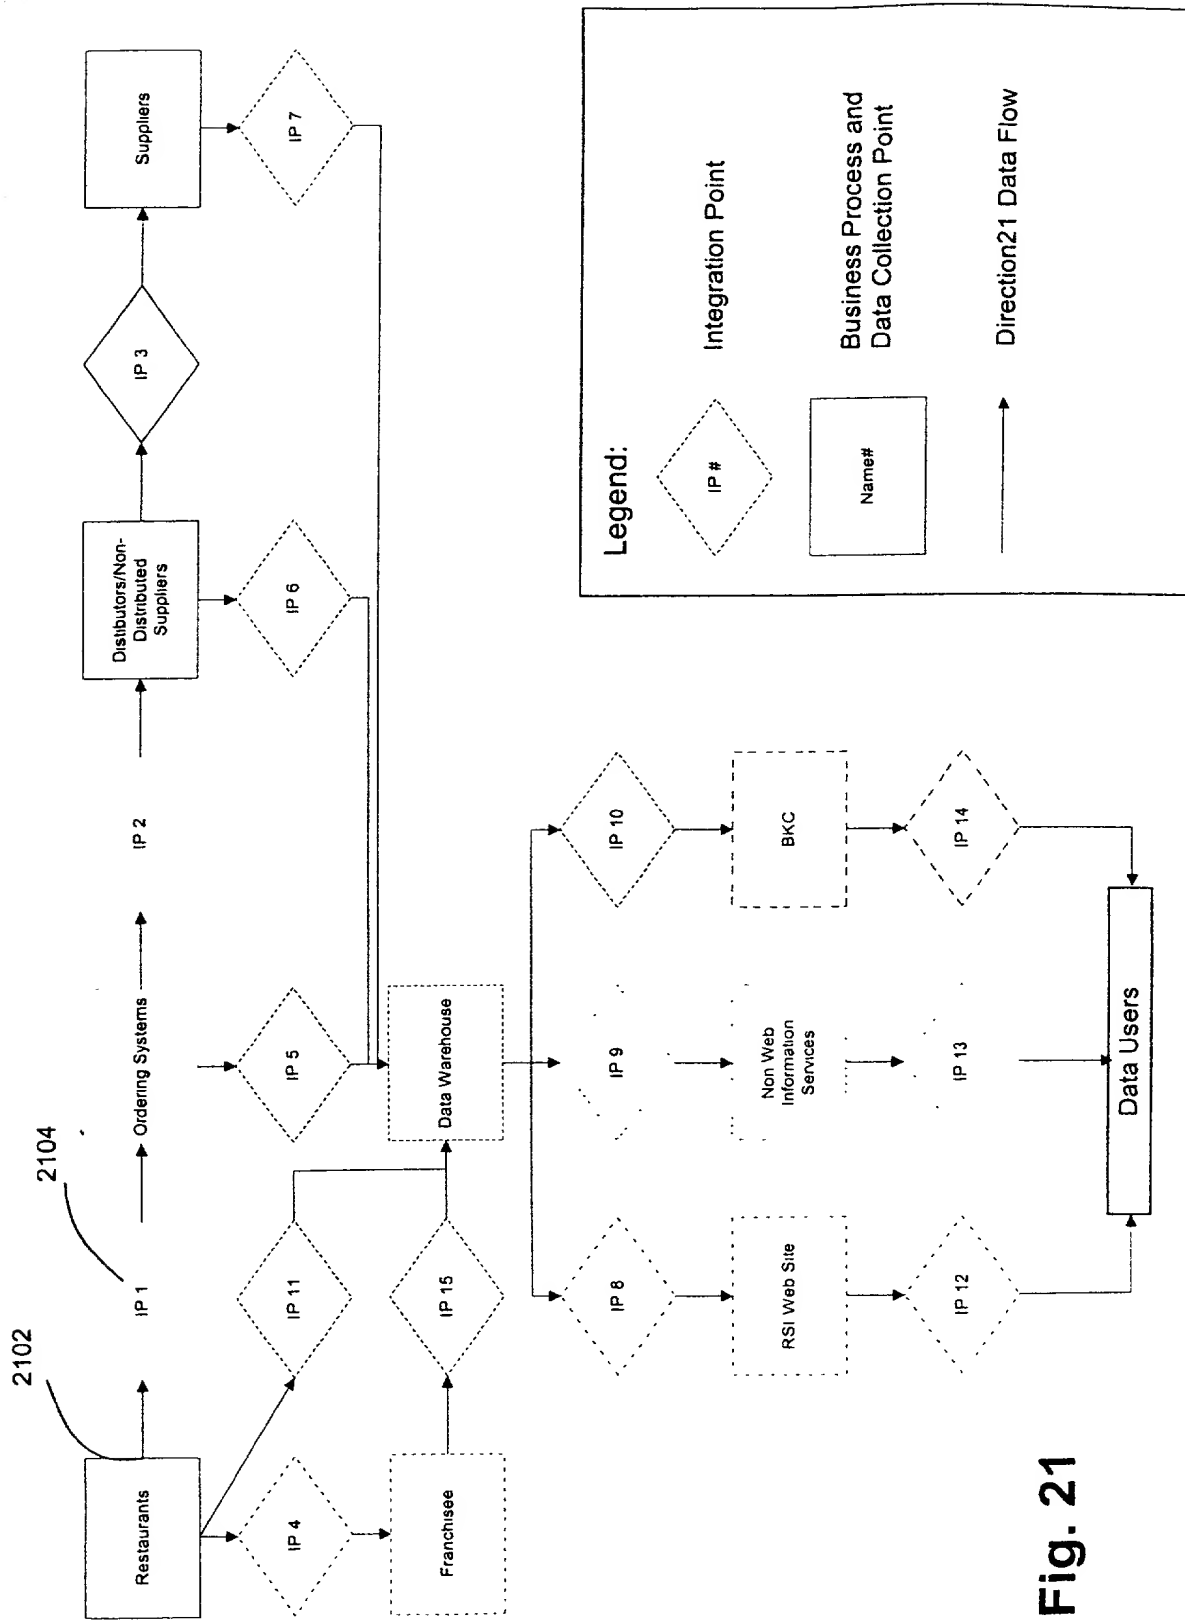 2102
2104
Restaurants
IP 1
Ordering Systems
IP 2
Distibutors/Non-
Distributed
Suppliers
IP 3
Suppliers
IP 4
IP 11
IP 5
IP 6
IP 7
Franchisee
IP 15
Data Warehouse
IP 8
IP 9
IP 10
RSI Web Site
Non Web
Information
Services
BKC
IP 12
IP 13
IP 14
Data Users
Legend:
IP #
Integration Point
Name#
Business Process and
Data Collection Point
Direction21 Data Flow
Fig. 21